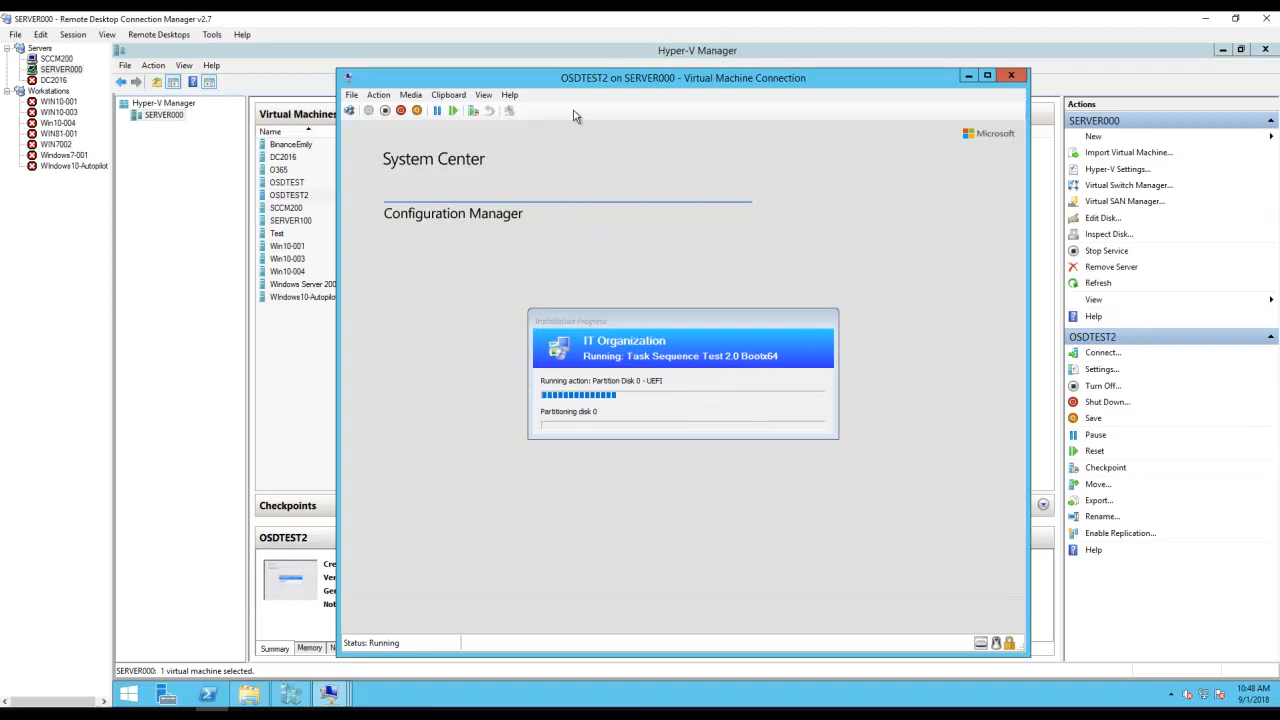 SERVER000 - Remote Desktop Connection Manager v2.7
File Edit Session View Remote Desktops Tools Help
Servers
SCCM200
SERVER000
DC2016
Workstations
WIN10-001
WIN10-003
Win10-004
WIN81-001
WIN7002
Windows7-001
Windows10-Autopilot
Hyper-V Manager
File Action View Help
Hyper-V Manager
SERVER000
Virtual Machines
Name
BinanceEmily
DC2016
O365
OSDTEST
OSDTEST2
SCCM200
SERVER100
Test
Win10-001
Win10-003
Win10-004
Windows Server 200
Windows10-Autopilo
Checkpoints
OSDTEST2
Cre
Ver
Ger
Not
Summary Memory N
OSDTEST2 on SERVER000 - Virtual Machine Connection
File Action Media Clipboard View Help
Microsoft
System Center
Configuration Manager
Installation Progress
IT Organization
Running: Task Sequence Test 2.0 Bootx64
Running action: Partition Disk 0 - UEFI
Partitioning disk 0
Status: Running
Actions
SERVER000
New
Import Virtual Machine...
Hyper-V Settings...
Virtual Switch Manager...
Virtual SAN Manager...
Edit Disk...
Inspect Disk...
Stop Service
Remove Server
Refresh
View
Help
OSDTEST2
Connect...
Settings...
Turn Off...
Shut Down...
Save
Pause
Reset
Checkpoint
Move...
Export...
Rename...
Enable Replication...
Help
SERVER000: 1 virtual machine selected.
10:48 AM
9/1/2018